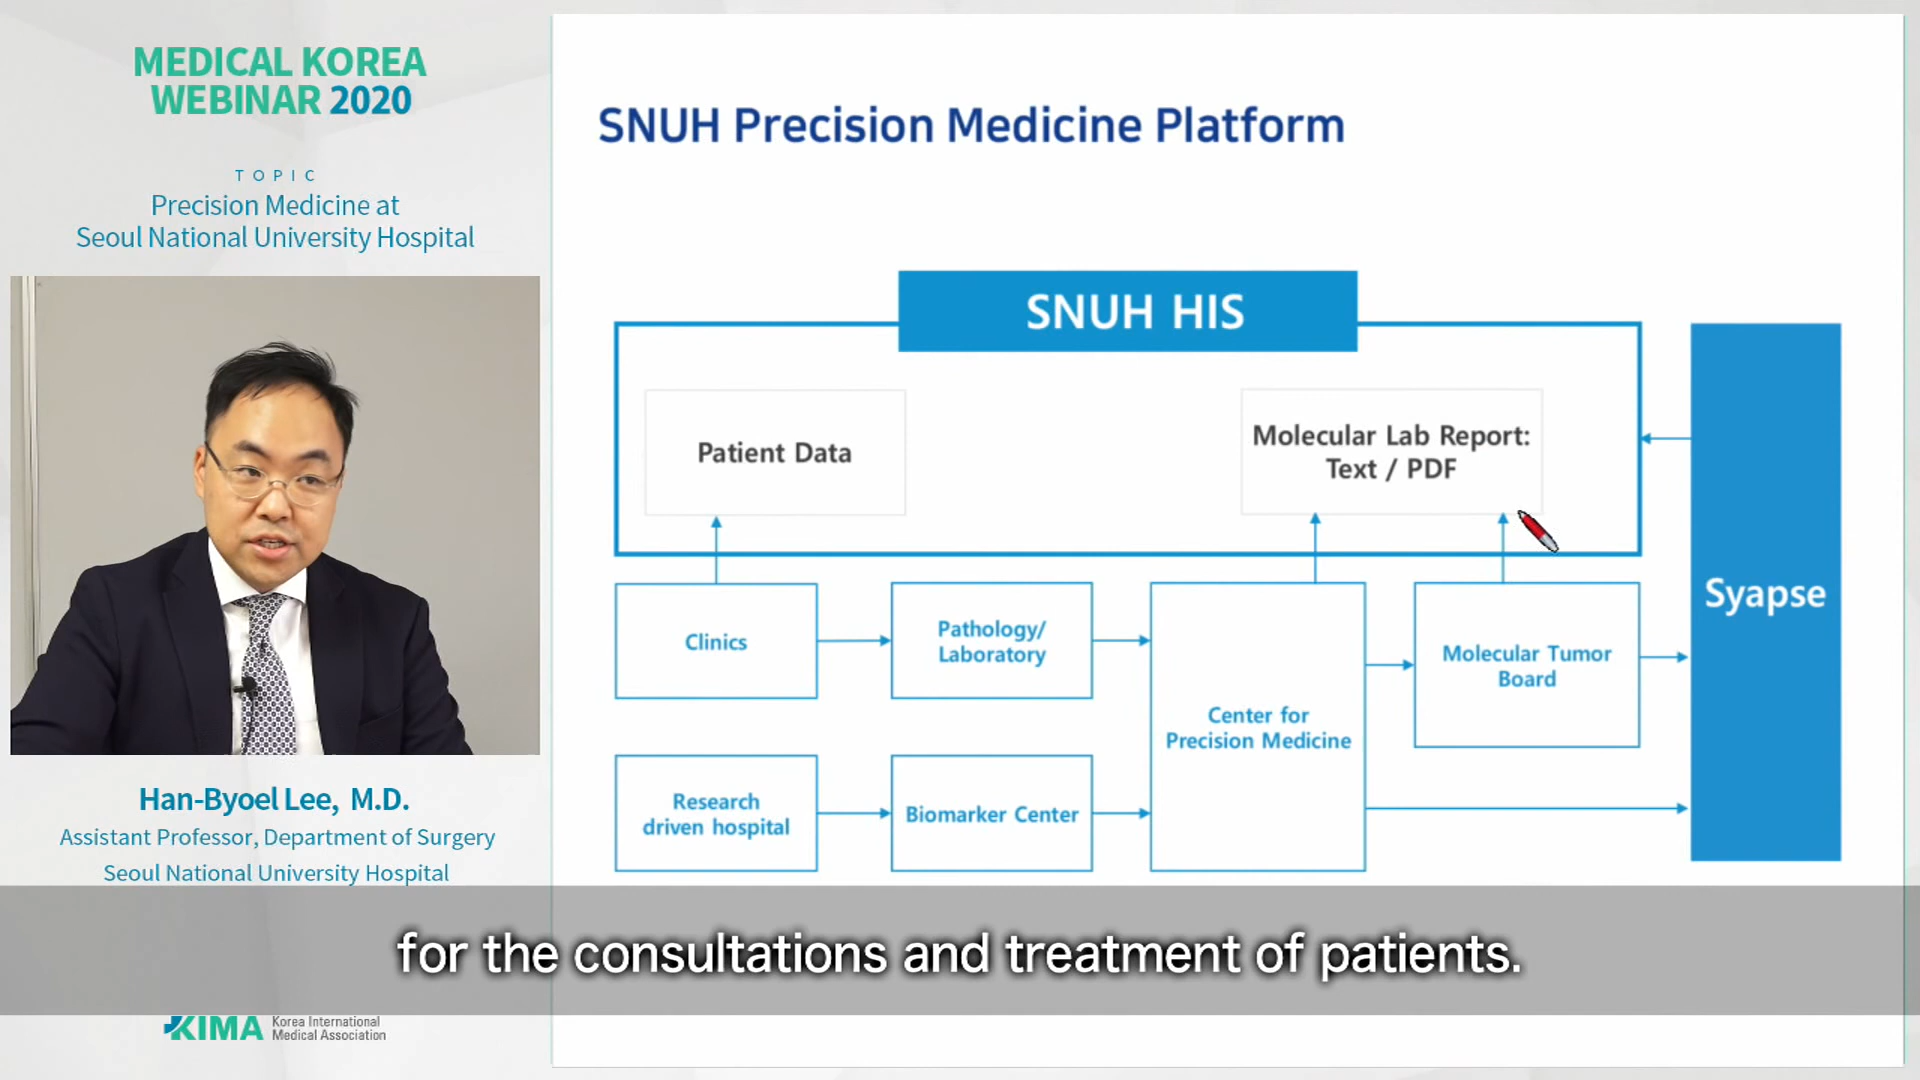 MEDICAL KOREA
WEBINAR 2020
TOPIC
Precision Medicine at
Seoul National University Hospital
Han-Byoel Lee, M.D.
Assistant Professor, Department of Surgery
Seoul National University Hospital
SNUH Precision Medicine Platform
SNUH HIS
Patient Data
Molecular Lab Report:
Text / PDF
Clinics
Pathology/
Laboratory
Center for
Precision Medicine
Molecular Tumor
Board
Research
driven hospital
Biomarker Center
Syapse
for the consultations and treatment of patients.
KIMA
Korea International
Medical Association